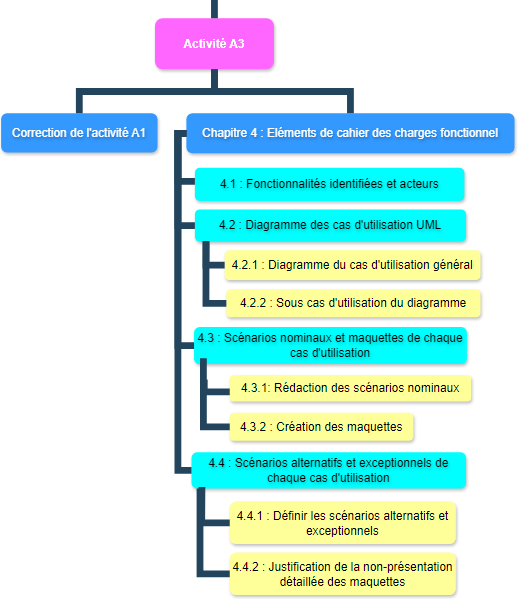 Activité A3
Correction de l'activité A1
Chapitre 4 : Eléments de cahier des charges fonctionnel
4.1 : Fonctionnalités identifiées et acteurs
4.2 : Diagramme des cas d'utilisation UML
4.2.1 : Diagramme du cas d'utilisation général
4.2.2 : Sous cas d'utilisation du diagramme
4.3 : Scénarios nominaux et maquettes de chaque
cas d'utilisation
4.3.1: Rédaction des scénarios nominaux
4.3.2 : Création des maquettes
4.4 : Scénarios alternatifs et exceptionnels de
chaque cas d'utilisation
4.4.1 : Définir les scénarios alternatifs et
exceptionnels
4.4.2 : Justification de la non-présentation
détaillée des maquettes